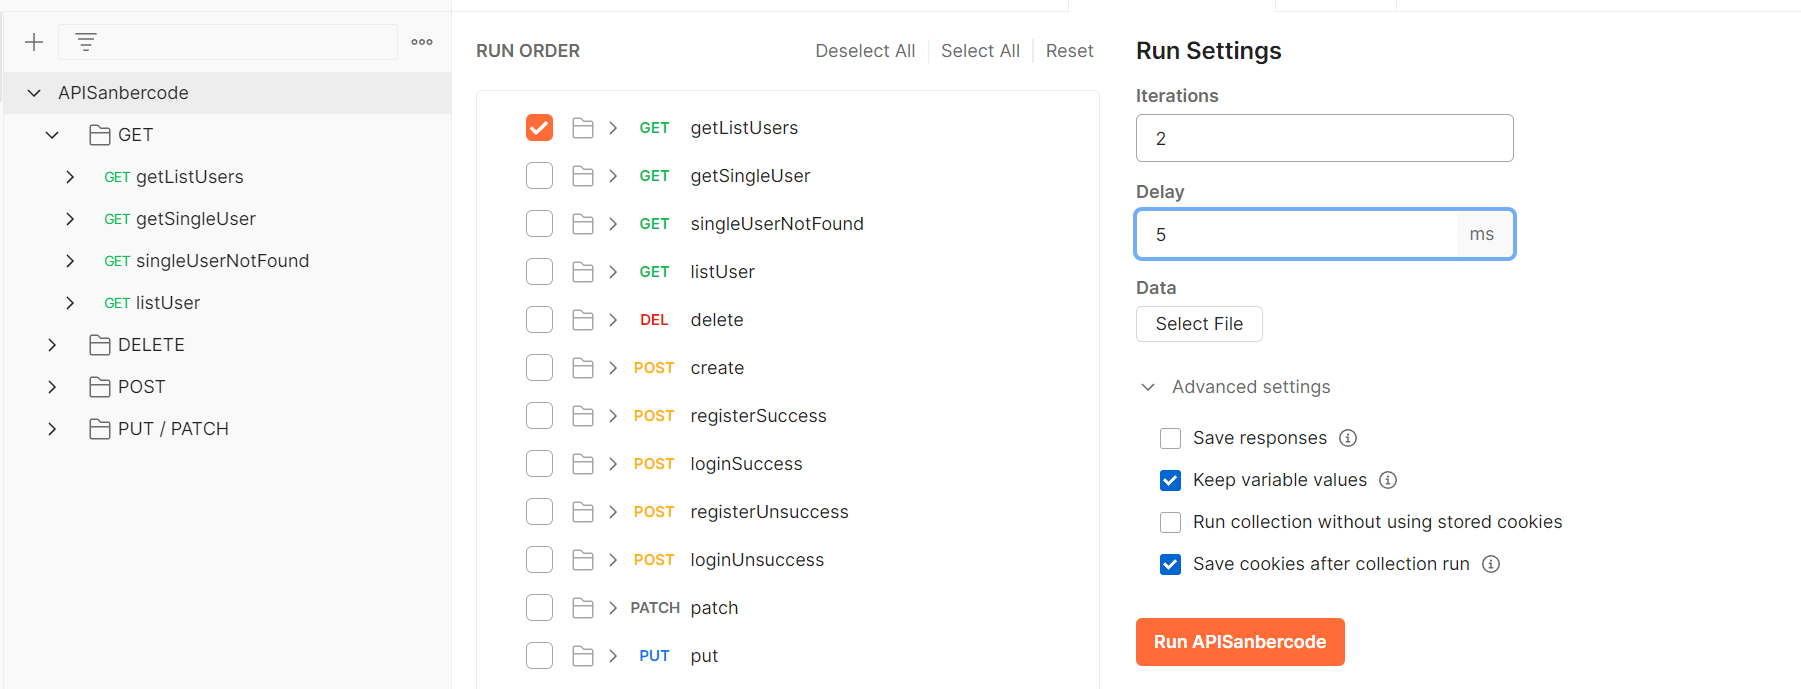 APISanbercode
GET
GET getListUsers
GET getSingleUser
GET singleUserNotFound
GET listUser
DELETE
POST
PUT / PATCH
RUN ORDER
Deselect All
Select All
Reset
GET getListUsers
GET getSingleUser
GET singleUserNotFound
GET listUser
DEL delete
POST create
POST registerSuccess
POST loginSuccess
POST registerUnsuccess
POST loginUnsuccess
PATCH patch
PUT put
Run Settings
Iterations
2
Delay
5 ms
Data
Select File
Advanced settings
Save responses
Keep variable values
Run collection without using stored cookies
Save cookies after collection run
Run APISanbercode